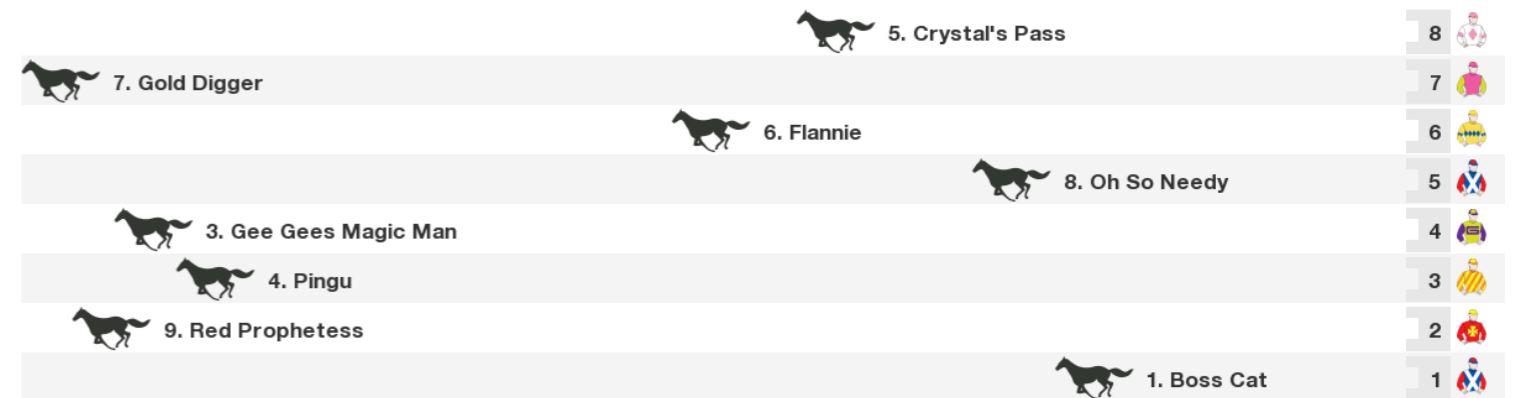 5. Crystal's Pass 8
7. Gold Digger 7
6. Flannie 6
8. Oh So Needy 5
3. Gee Gees Magic Man 4 G
4. Pingu 3
9. Red Prophetess 2
1. Boss Cat 1